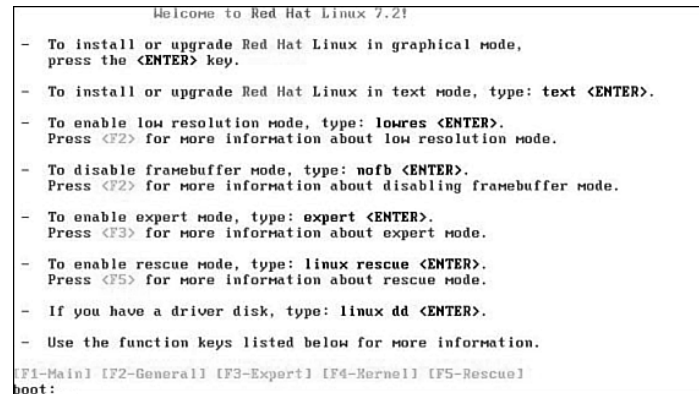 Welcome to Red Hat Linux 7.2!
- To install or upgrade Red Hat Linux in graphical mode,
press the <ENTER> key.
- To install or upgrade Red Hat Linux in text mode, type: text <ENTER>.
- To enable low resolution mode, type: lowres <ENTER>.
Press <F2> for more information about low resolution mode.
- To disable framebuffer mode, type: nofb <ENTER>.
Press <F2> for more information about disabling framebuffer mode.
- To enable expert mode, type: expert <ENTER>.
Press <F3> for more information about expert mode.
- To enable rescue mode, type: linux rescue <ENTER>.
Press <F5> for more information about rescue mode.
- If you have a driver disk, type: linux dd <ENTER>.
- Use the function keys listed below for more information.
[F1-Main] [F2-General] [F3-Expert] [F4-Kernel] [F5-Rescue]
boot: